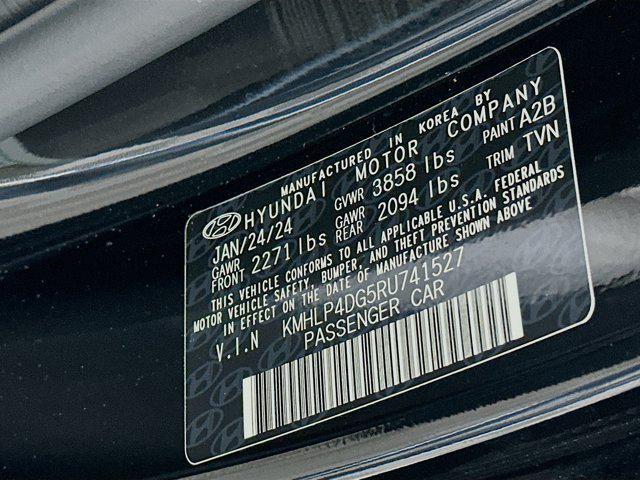 MANUFACTURED IN KOREA BY
HYUNDAI MOTOR COMPANY
JAN/24/24 GVWR 3858 lbs PAINT A2B
GAWR FRONT 2271 lbs GAWR REAR 2094 lbs TRIM TVN
THIS VEHICLE CONFORMS TO ALL APPLICABLE U.S.A. FEDERAL
MOTOR VEHICLE SAFETY, BUMPER, AND THEFT PREVENTION STANDARDS
IN EFFECT ON THE DATE OF MANUFACTURE SHOWN ABOVE
V.I.N KMHLP4DG5RU741527
PASSENGER CAR